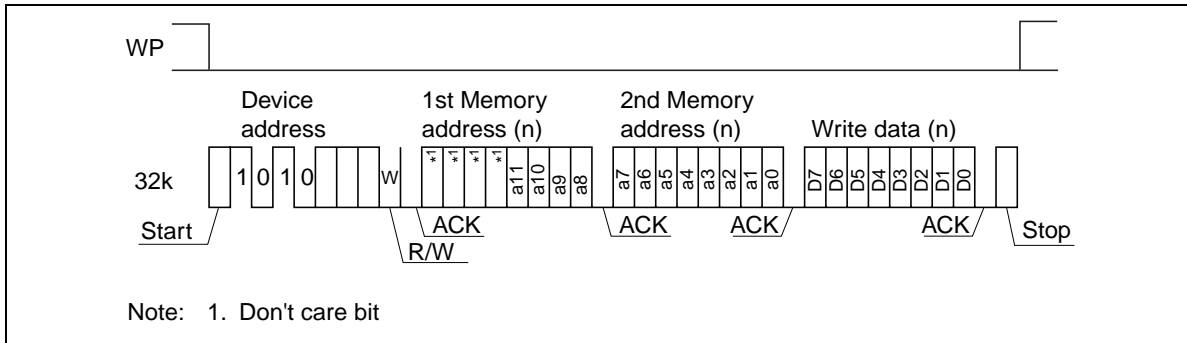 WP
Device address
1st Memory address (n)
2nd Memory address (n)
Write data (n)
32k
1 0 1 0 W *1 *1 *1 *1 a11 a10 a9 a8 a7 a6 a5 a4 a3 a2 a1 a0 D7 D6 D5 D4 D3 D2 D1 D0
Start
R/W
ACK
ACK
ACK
ACK
Stop
Note: 1. Don't care bit